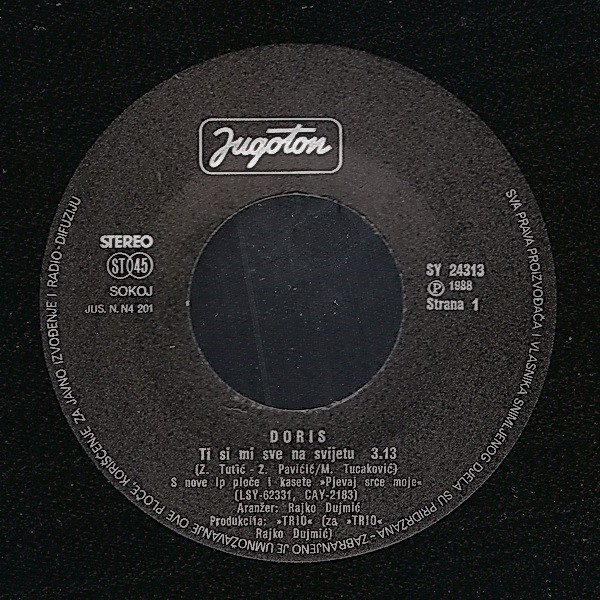 Jugoton
STEREO
ST 45
SOKOJ
JUS. N. N4 201
SY 24313
Ⓟ 1988
Strana 1
DORIS
Ti si mi sve na svijetu 3.13
(Z. Tutić - Z. Pavičić/M. Tucaković)
S nove lp ploče i kasete »Pjevaj srce moje«
(LSY-62331, CAY-2183)
Aranžer: Rajko Dujmić
Produkcija: »TRIO« (za »TRIO«
Rajko Dujmić)
SVA PRAVA PROIZVOĐAČA I VLASNIKA SNIMLJENOG DJELA SU PRIDRŽANA - ZABRANJENO JE UMNOŽAVANJE OVE PLOČE, KORIŠĆENJE ZA JAVNO IZVOĐENJE I RADIO-DIFUZIJU